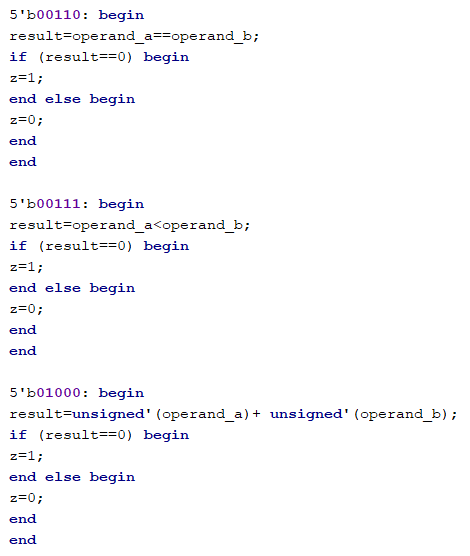 5'b00110: begin
result=operand_a==operand_b;
if (result==0) begin
z=1;
end else begin
z=0;
end
end
5'b00111: begin
result=operand_a<operand_b;
if (result==0) begin
z=1;
end else begin
z=0;
end
end
5'b01000: begin
result=unsigned'(operand_a)+ unsigned'(operand_b);
if (result==0) begin
z=1;
end else begin
z=0;
end
end